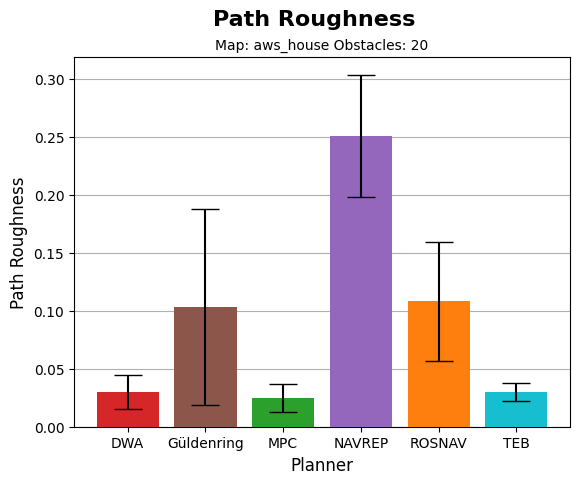 Path Roughness
Map: aws_house Obstacles: 20
Path Roughness
0.30
0.25
0.20
0.15
0.10
0.05
0.00
DWA Güldenring MPC NAVREP ROSNAV TEB
Planner